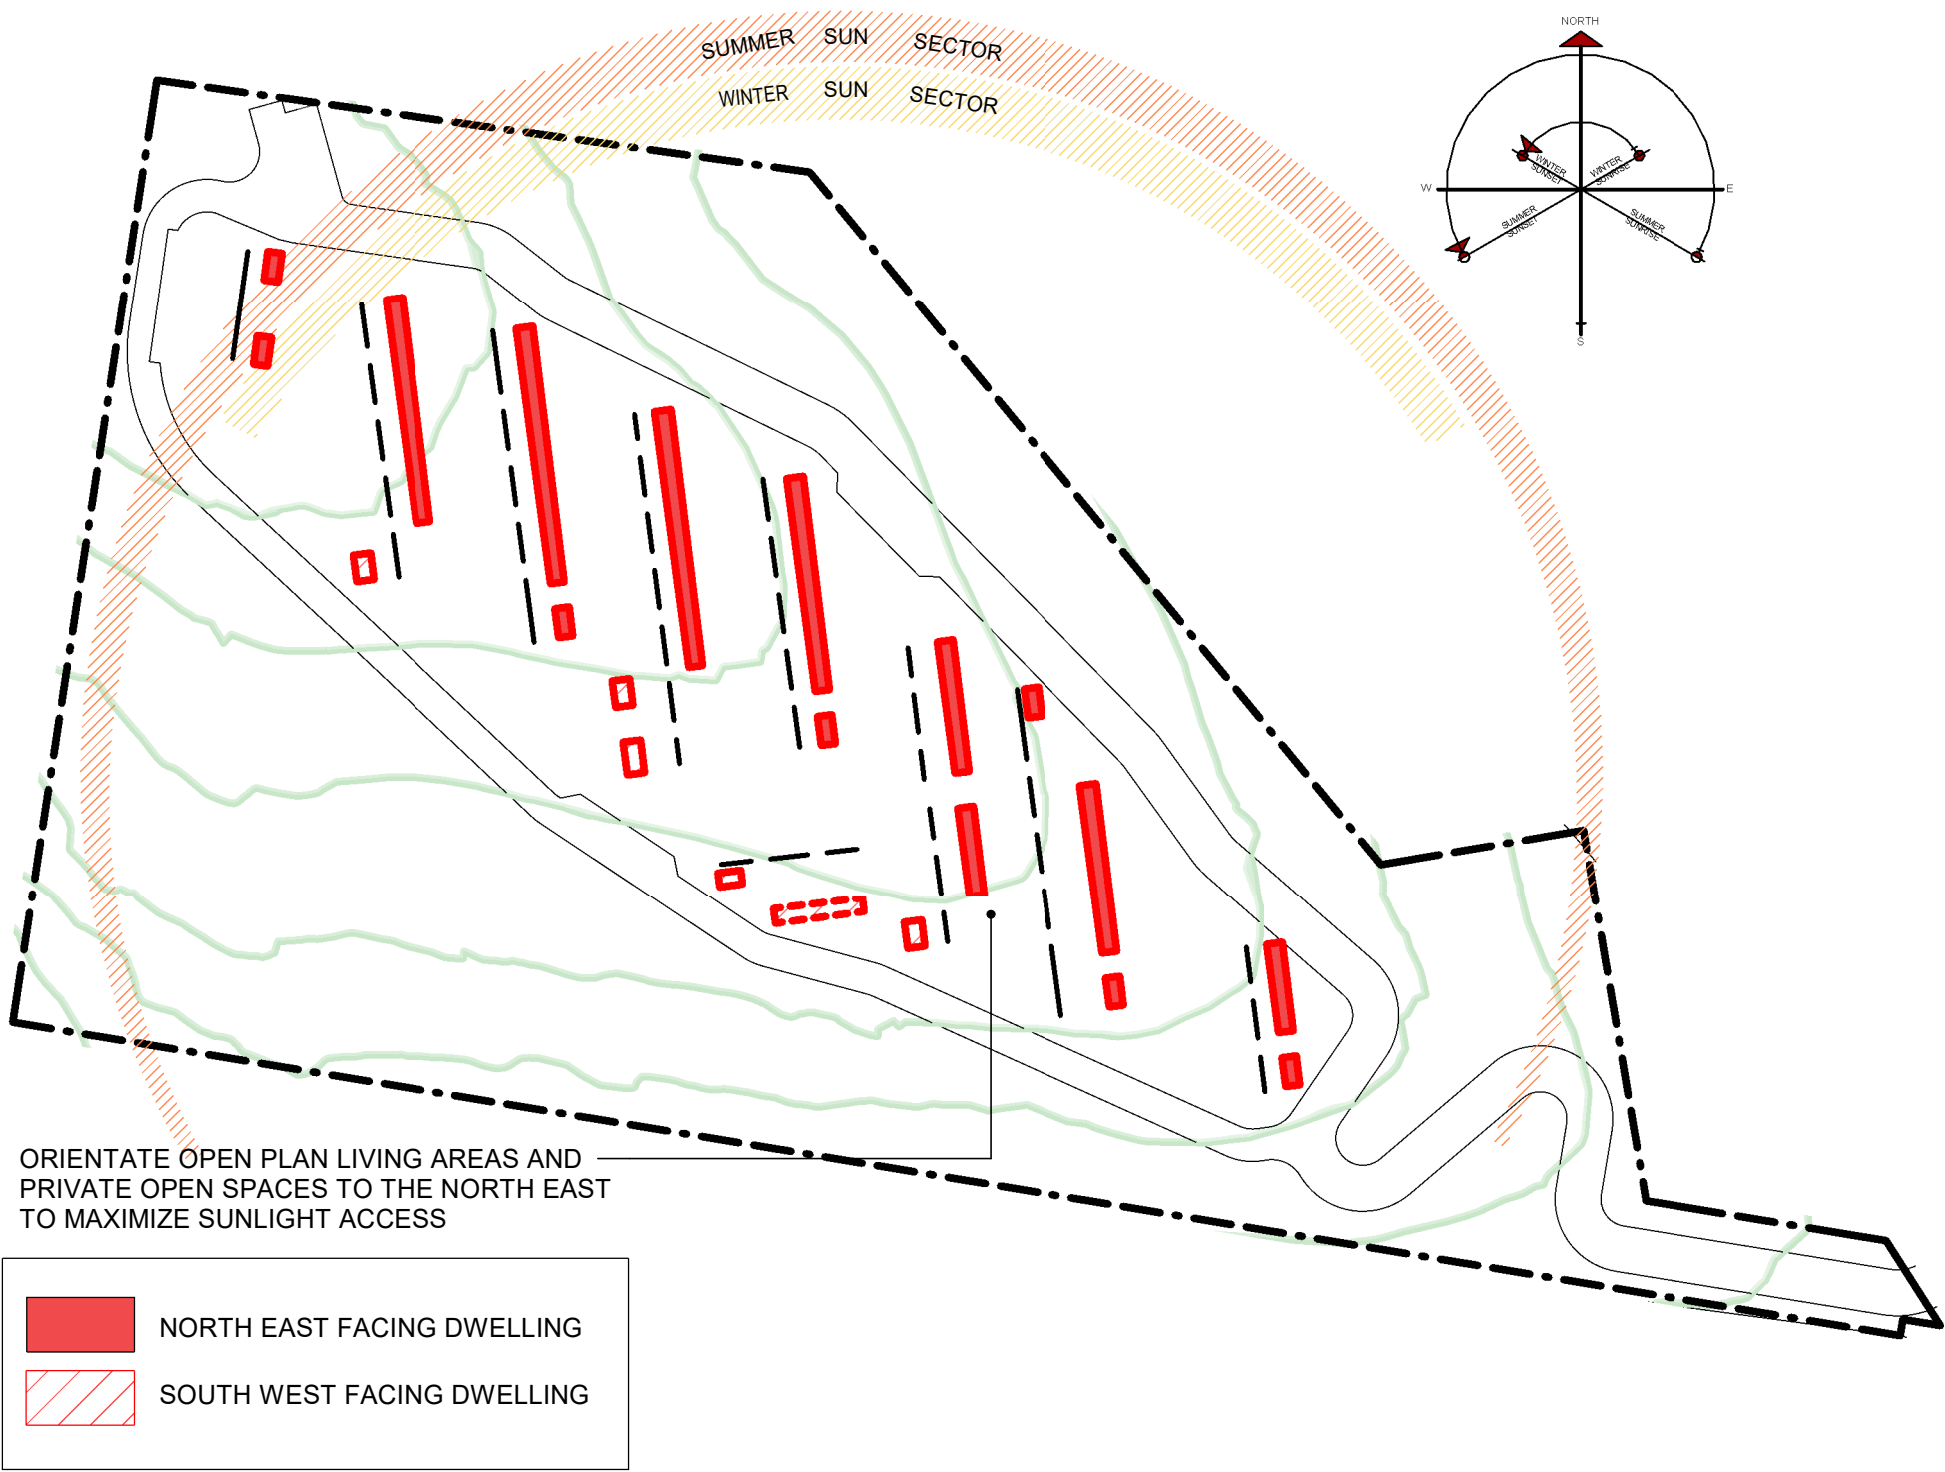 SUMMER SUN SECTOR
WINTER SUN SECTOR
NORTH
W
E
S
WINTER
SUNSET
WINTER
SUNRISE
SUMMER
SUNSET
SUMMER
SUNRISE
ORIENTATE OPEN PLAN LIVING AREAS AND
PRIVATE OPEN SPACES TO THE NORTH EAST
TO MAXIMIZE SUNLIGHT ACCESS
NORTH EAST FACING DWELLING
SOUTH WEST FACING DWELLING